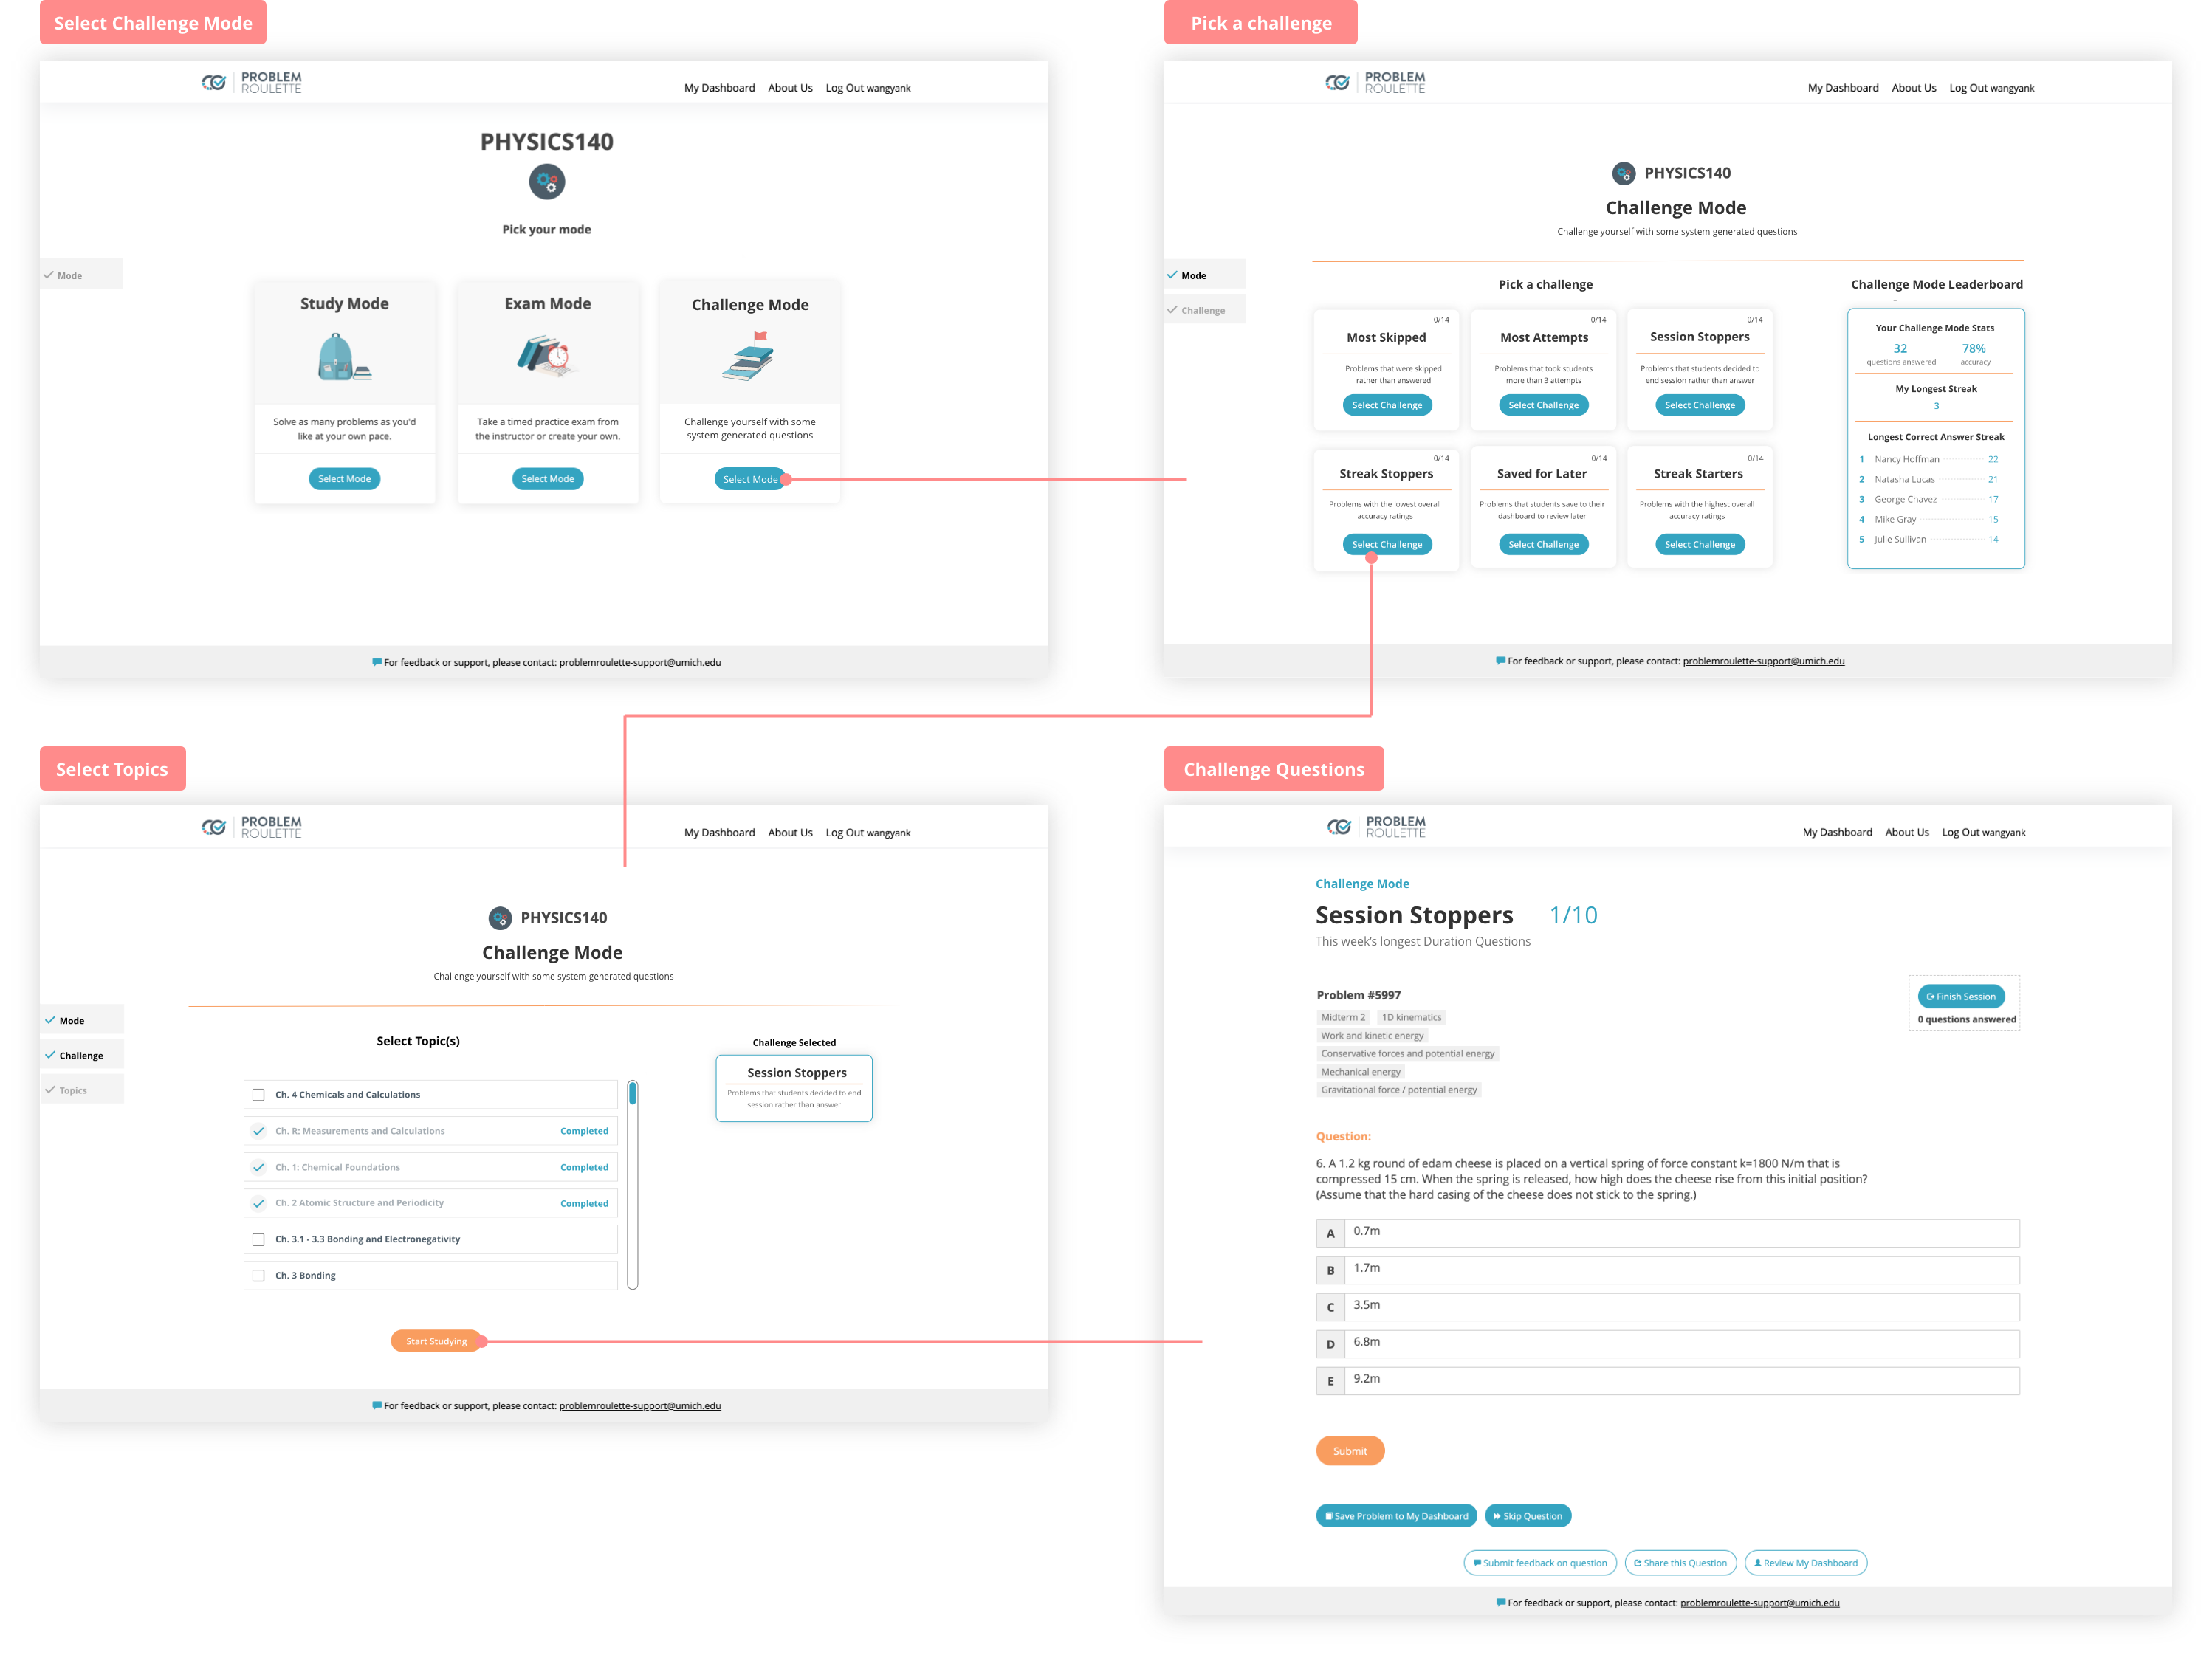 Select Challenge Mode
PROBLEM
ROULETTE
My Dashboard About Us Log Out wangyank
PHYSICS140
Pick your mode
Mode
Study Mode
Solve as many problems as you'd
like at your own pace.
Select Mode
Exam Mode
Take a timed practice exam from
the instructor or create your own.
Select Mode
Challenge Mode
Challenge yourself with some
system generated questions
Select Mode
For feedback or support, please contact: problemroulette-support@umich.edu
Pick a challenge
PROBLEM
ROULETTE
My Dashboard About Us Log Out wangyank
PHYSICS140
Challenge Mode
Challenge yourself with some system generated questions
Mode
Challenge
Pick a challenge
0/14
Most Skipped
Problems that were skipped
rather than answered
Select Challenge
0/14
Most Attempts
Problems that took students
more than 3 attempts
Select Challenge
0/14
Session Stoppers
Problems that students decided to
end session rather than answer
Select Challenge
0/14
Streak Stoppers
Problems with the lowest overall
accuracy ratings
Select Challenge
0/14
Saved for Later
Problems that students save to their
dashboard to review later
Select Challenge
0/14
Streak Starters
Problems with the highest overall
accuracy ratings
Select Challenge
Challenge Mode Leaderboard
Your Challenge Mode Stats
32 78%
questions answered accuracy
My Longest Streak
3
Longest Correct Answer Streak
1 Nancy Hoffman 22
2 Natasha Lucas 21
3 George Chavez 17
4 Mike Gray 15
5 Julie Sullivan 14
For feedback or support, please contact: problemroulette-support@umich.edu
Select Topics
PROBLEM
ROULETTE
My Dashboard About Us Log Out wangyank
PHYSICS140
Challenge Mode
Challenge yourself with some system generated questions
Mode
Challenge
Topics
Select Topic(s)
Ch. 4 Chemicals and Calculations
Ch. R: Measurements and Calculations Completed
Ch. 1: Chemical Foundations Completed
Ch. 2 Atomic Structure and Periodicity Completed
Ch. 3.1 - 3.3 Bonding and Electronegativity
Ch. 3 Bonding
Challenge Selected
Session Stoppers
Problems that students decided to end
session rather than answer
Start Studying
For feedback or support, please contact: problemroulette-support@umich.edu
Challenge Questions
PROBLEM
ROULETTE
My Dashboard About Us Log Out wangyank
Challenge Mode
Session Stoppers 1/10
This week's longest Duration Questions
Problem #5997
Midterm 2 1D kinematics
Work and kinetic energy
Conservative forces and potential energy
Mechanical energy
Gravitational force / potential energy
Finish Session
0 questions answered
Question:
6. A 1.2 kg round of edam cheese is placed on a vertical spring of force constant k=1800 N/m that is
compressed 15 cm. When the spring is released, how high does the cheese rise from this initial position?
(Assume that the hard casing of the cheese does not stick to the spring.)
A 0.7m
B 1.7m
C 3.5m
D 6.8m
E 9.2m
Submit
Save Problem to My Dashboard Skip Question
Submit feedback on question Share this Question Review My Dashboard
For feedback or support, please contact: problemroulette-support@umich.edu